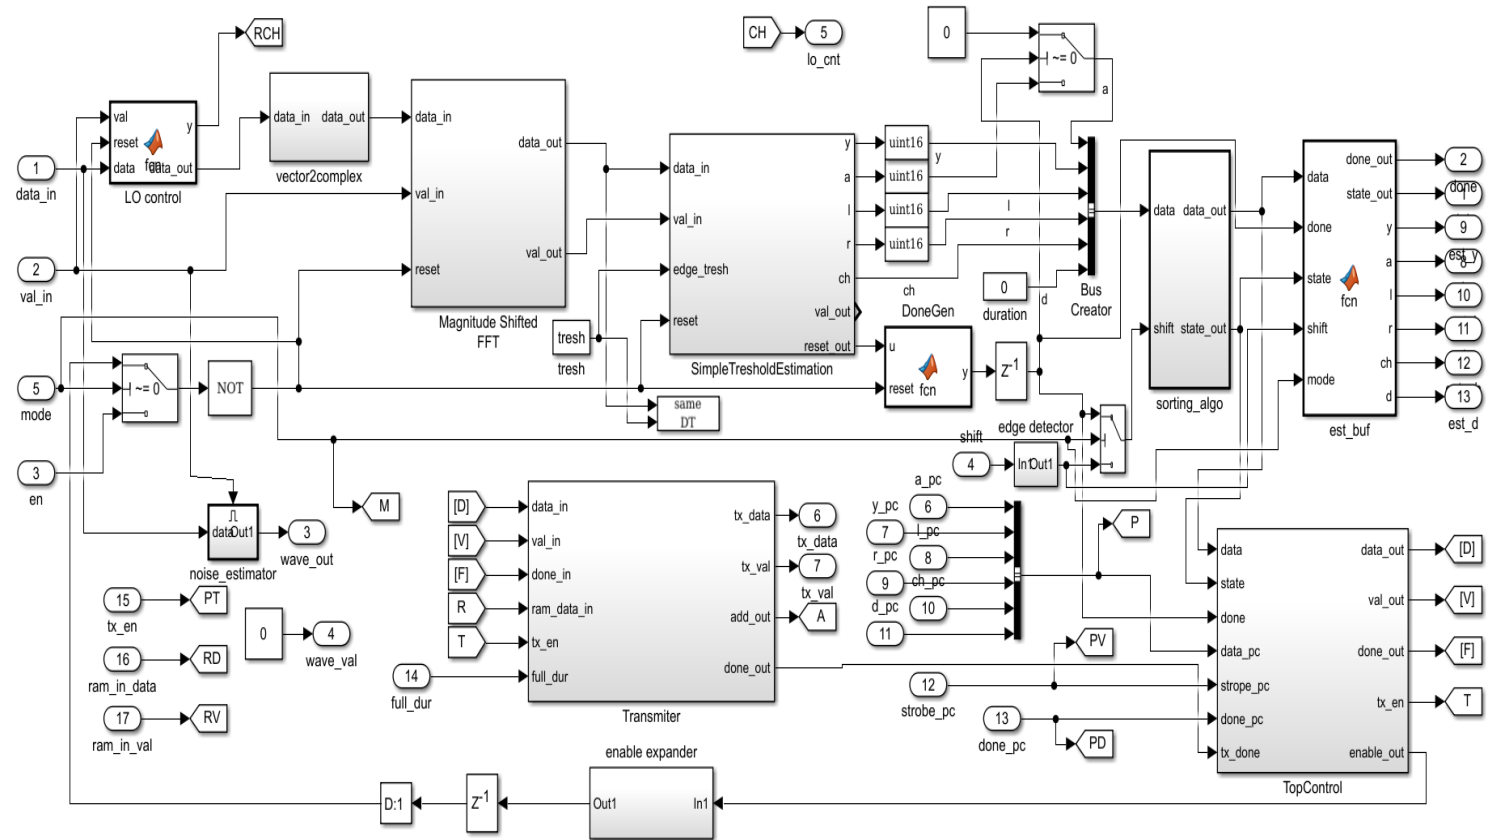 RCH
CH
5
lo_cnt
0
~= 0
a
val
reset
data
y
data_out
fcn
LO control
data_in
data_out
vector2complex
data_in
val_in
reset
data_out
val_out
Magnitude Shifted
FFT
data_in
val_in
edge_tresh
reset
y
a
l
r
ch
val_out
reset_out
SimpleTresholdEstimation
uint16
uint16
uint16
uint16
y
l
r
ch
d
0
duration
Bus
Creator
1
data_in
2
val_in
5
mode
3
en
~= 0
NOT
tresh
tresh
same
DT
DoneGen
u
reset
y
fcn
Z-1
data
shift
data_out
state_out
sorting_algo
data
done
state
shift
mode
done_out
state_out
y
a
l
r
ch
d
fcn
est_buf
2
done
1
9
est_y
8
10
11
12
13
est_d
shift
4
edge detector
In1
Out1
M
data
Out1
noise_estimator
3
wave_out
15
tx_en
PT
16
ram_in_data
RD
17
ram_in_val
RV
0
4
wave_val
[D]
[V]
[F]
R
T
14
full_dur
data_in
val_in
done_in
ram_data_in
tx_en
full_dur
tx_data
tx_val
add_out
done_out
Transmiter
6
tx_data
7
tx_val
A
a_pc
6
y_pc
7
l_pc
8
r_pc
9
ch_pc
10
d_pc
11
P
12
strobe_pc
PV
13
done_pc
PD
data
state
done
data_pc
strope_pc
done_pc
tx_done
data_out
val_out
done_out
tx_en
enable_out
TopControl
[D]
[V]
[F]
T
enable expander
Out1
In1
Z-1
D:1